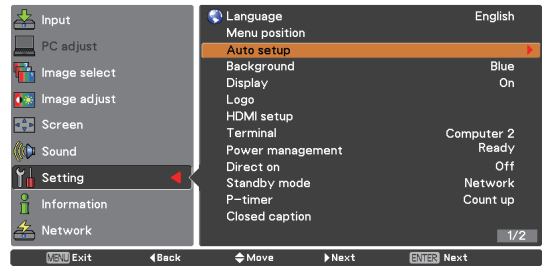 Input
PC adjust
Image select
Image adjust
Screen
Sound
Setting
Information
Network
Language English
Menu position
Auto setup
Background Blue
Display On
Logo
HDMI setup
Terminal Computer 2
Power management Ready
Direct on Off
Standby mode Network
P-timer Count up
Closed caption
1/2
MENU Exit Back Move Next ENTER Next